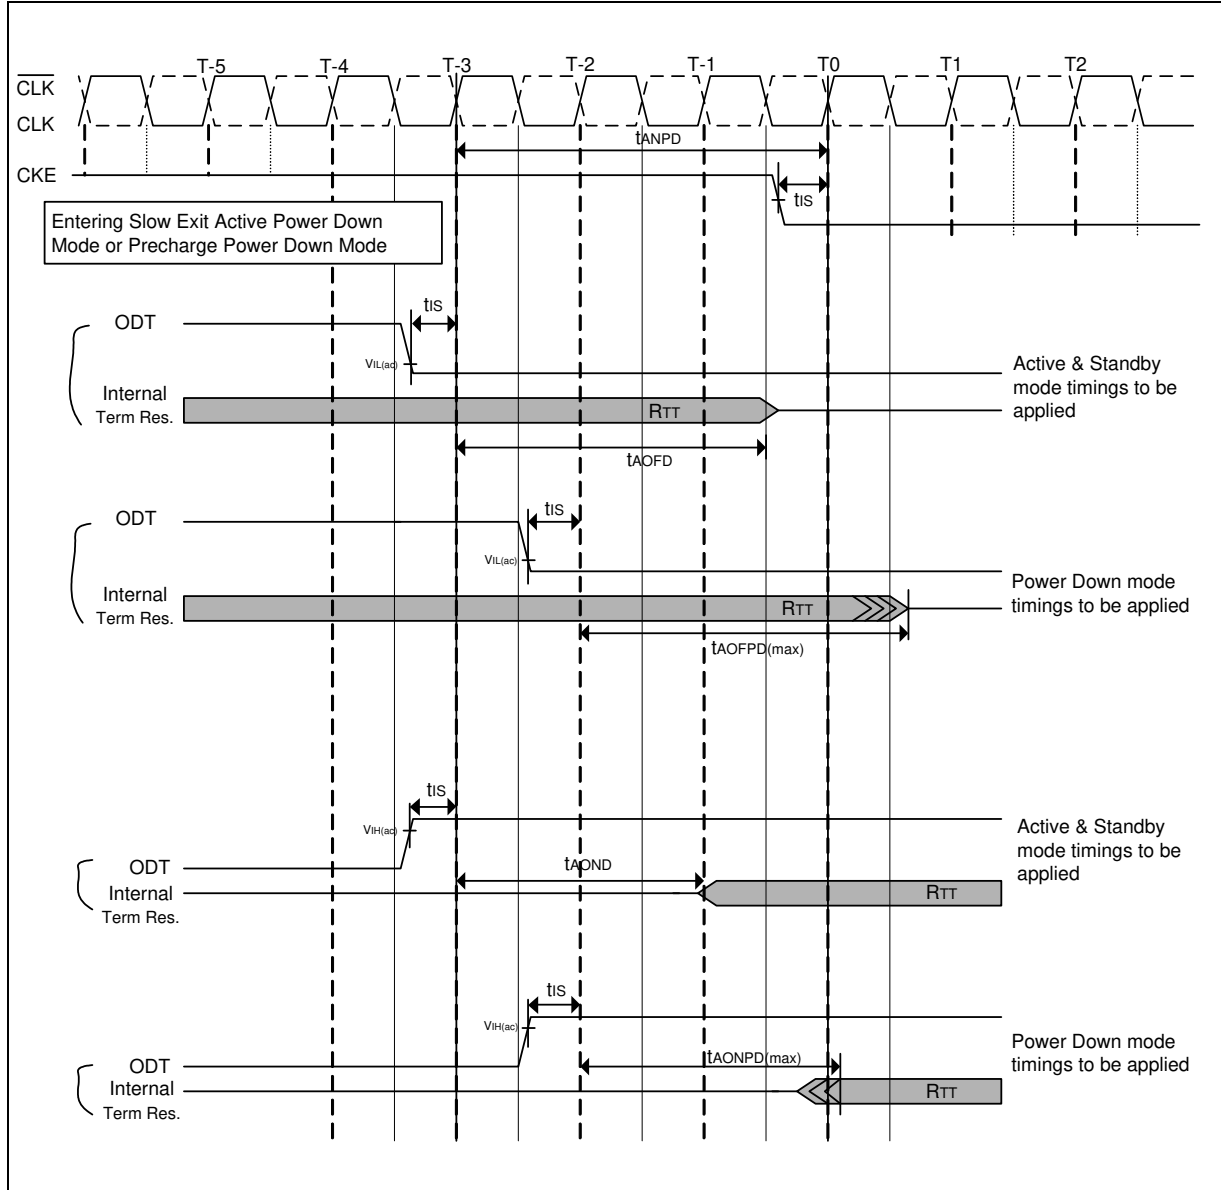 T-5 T-4 T-3 T-2 T-1 T0 T1 T2
CLK
CLK
tANPD
CKE
tIS
Entering Slow Exit Active Power Down
Mode or Precharge Power Down Mode
tIS
ODT
VIL(ac)
Active & Standby
mode timings to be
applied
Internal
Term Res.
RTT
tAOFD
tIS
ODT
VIL(ac)
Power Down mode
timings to be applied
Internal
Term Res.
RTT
tAOFPD(max)
tIS
VIH(ac)
Active & Standby
mode timings to be
applied
ODT
tAOND
Internal
Term Res.
RTT
tIS
VIH(ac)
Power Down mode
timings to be applied
ODT
tAONPD(max)
Internal
Term Res.
RTT